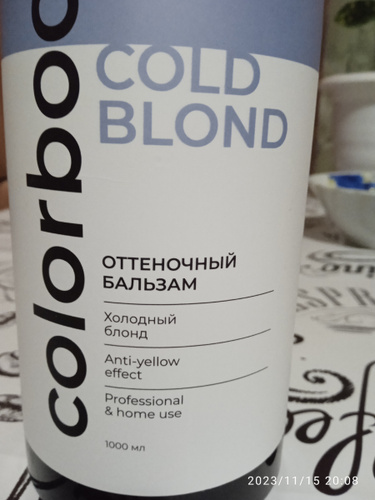 COLD
BLOND
ОТТЕНОЧНЫЙ
БАЛЬЗАМ
Холодный
блонд
Anti-yellow
effect
Professional
& home use
1000 мл
2023/11/15 20:08